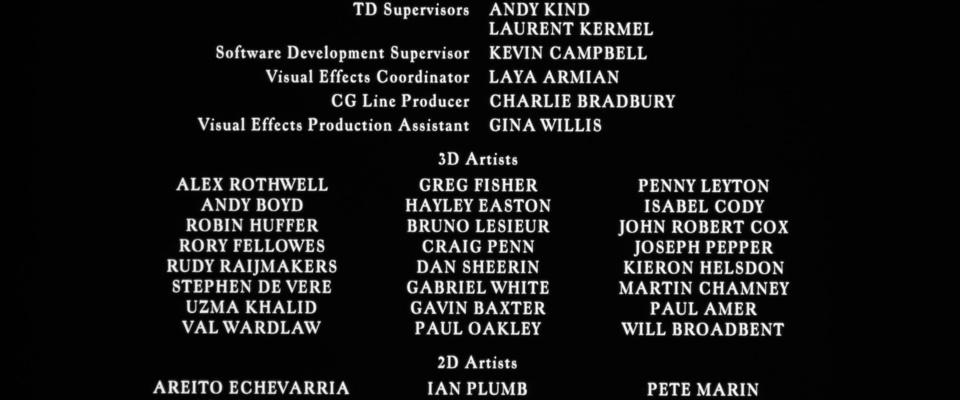 TD Supervisors ANDY KIND
LAURENT KERMEL
Software Development Supervisor KEVIN CAMPBELL
Visual Effects Coordinator LAYA ARMIAN
CG Line Producer CHARLIE BRADBURY
Visual Effects Production Assistant GINA WILLIS
3D Artists
ALEX ROTHWELL GREG FISHER PENNY LEYTON
ANDY BOYD HAYLEY EASTON ISABEL CODY
ROBIN HUFFER BRUNO LESIEUR JOHN ROBERT COX
RORY FELLOWES CRAIG PENN JOSEPH PEPPER
RUDY RAIJMAKERS DAN SHEERIN KIERON HELSDON
STEPHEN DE VERE GABRIEL WHITE MARTIN CHAMNEY
UZMA KHALID GAVIN BAXTER PAUL AMER
VAL WARDLAW PAUL OAKLEY WILL BROADBENT
2D Artists
AREITO ECHEVARRIA IAN PLUMB PETE MARIN